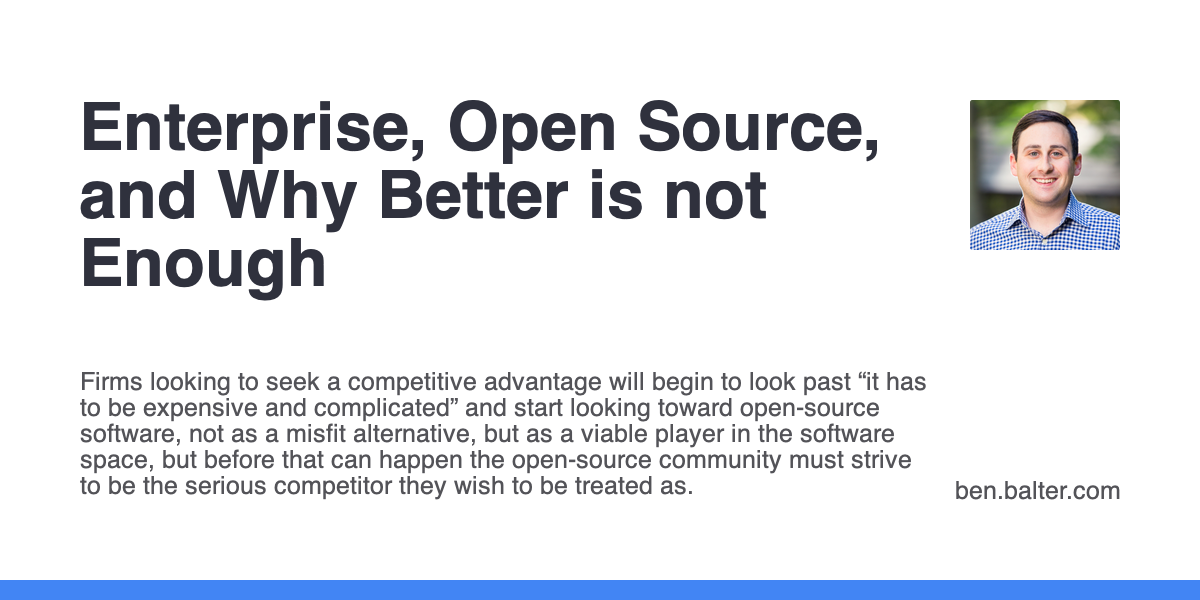 Enterprise, Open Source,
and Why Better is not
Enough
Firms looking to seek a competitive advantage will begin to look past “it has
to be expensive and complicated” and start looking toward open-source
software, not as a misfit alternative, but as a viable player in the software
space, but before that can happen the open-source community must strive
to be the serious competitor they wish to be treated as.
ben.balter.com